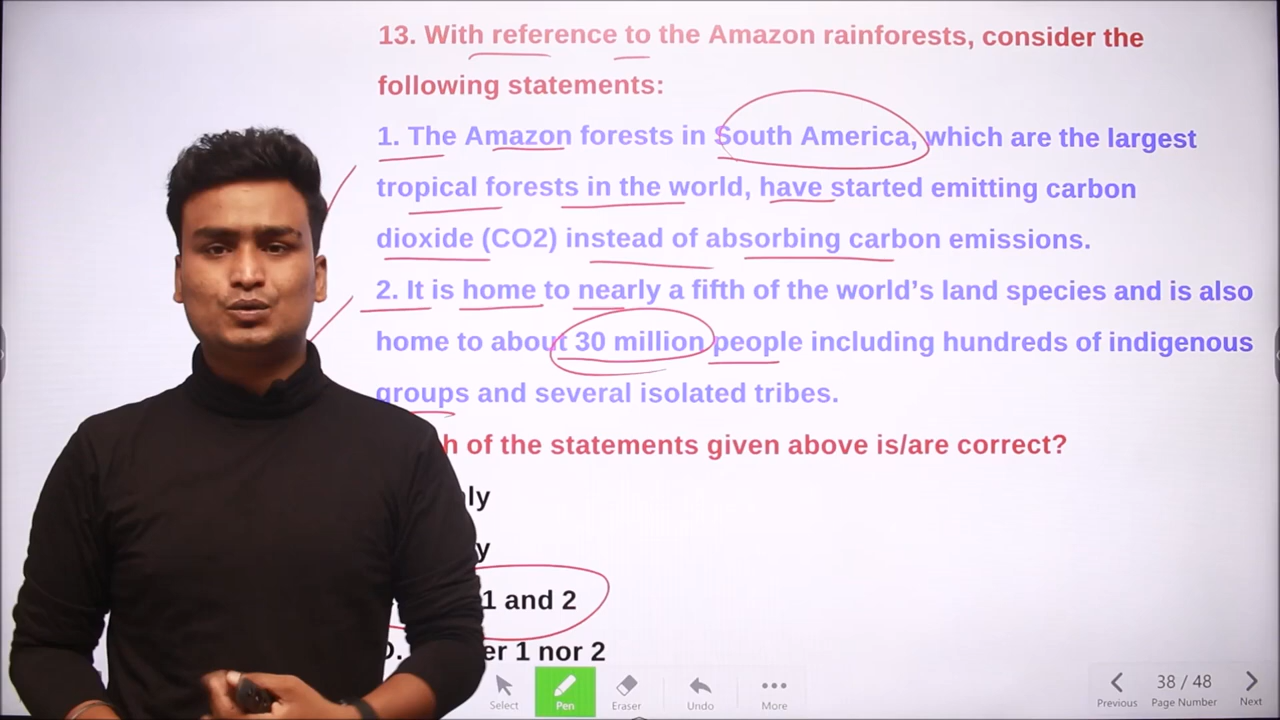 13. With reference to the Amazon rainforests, consider the
following statements:
1. The Amazon forests in South America, which are the largest
tropical forests in the world, have started emitting carbon
dioxide (CO2) instead of absorbing carbon emissions.
2. It is home to nearly a fifth of the world’s land species and is also
home to about 30 million people including hundreds of indigenous
groups and several isolated tribes.
of the statements given above is/are correct?
1 and 2
1 nor 2
Select
Pen
Eraser
Undo
More
Previous
38 / 48
Page Number
Next